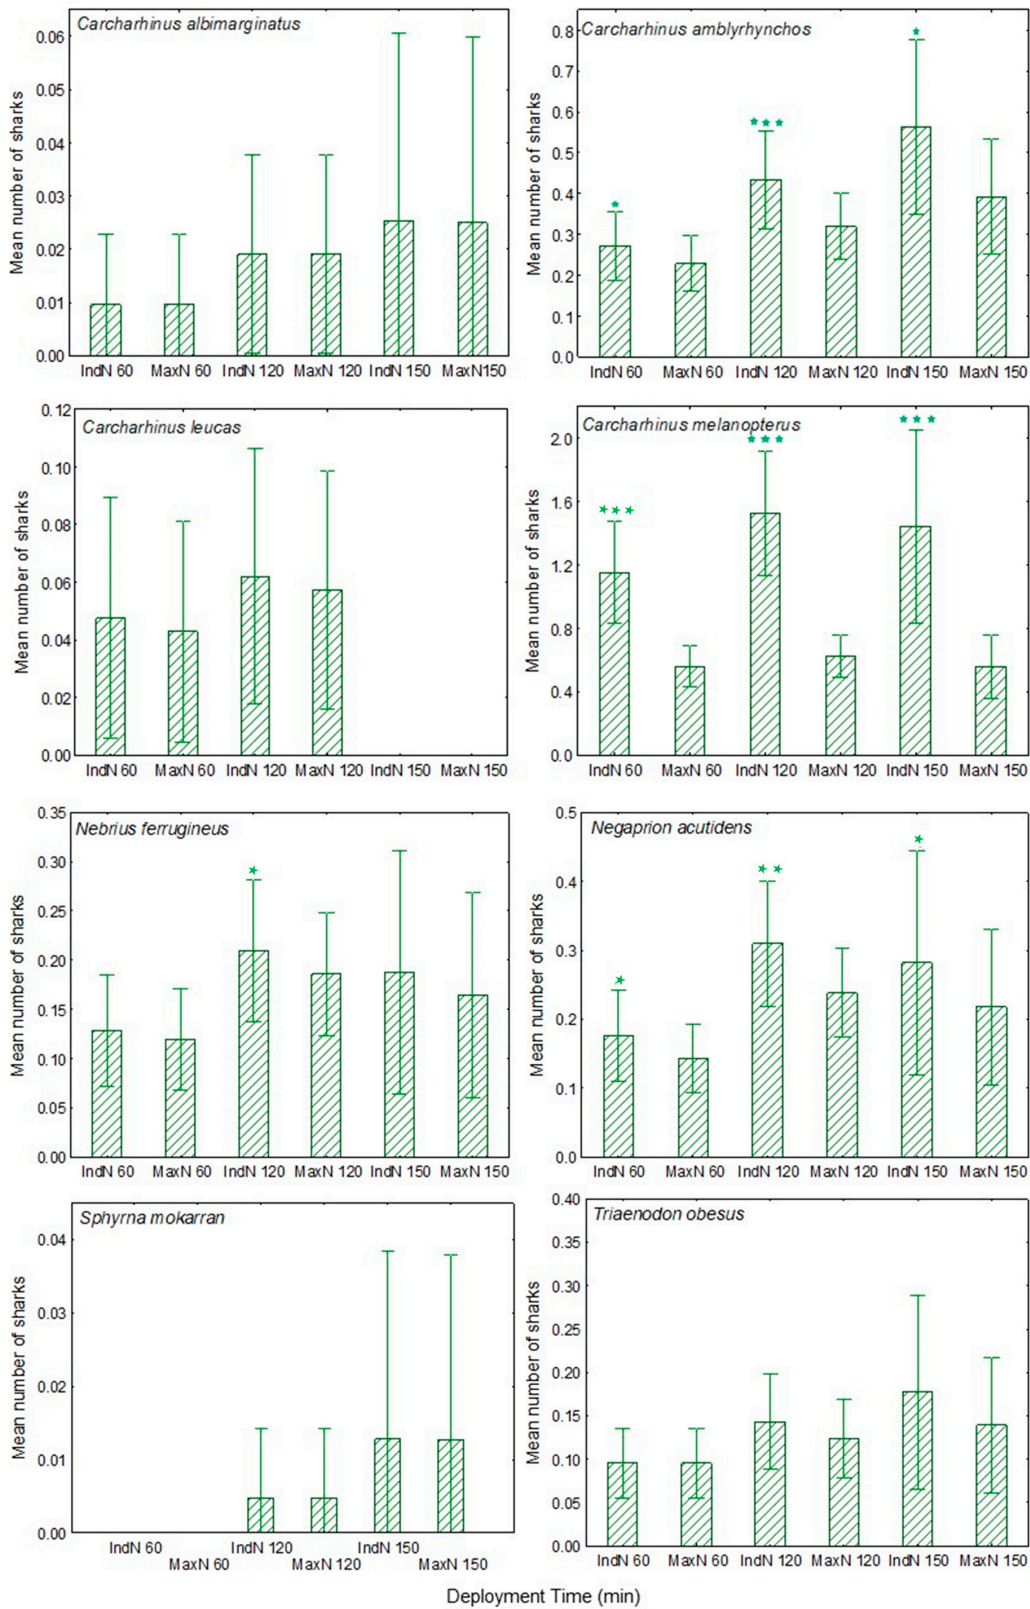 Carcharhinus albimarginatus
Mean number of sharks
0.06
0.05
0.04
0.03
0.02
0.01
0.00
IndN 60 MaxN 60 IndN 120 MaxN 120 IndN 150 MaxN150
Carcharhinus amblyrhynchos
Mean number of sharks
0.8
0.7
0.6
0.5
0.4
0.3
0.2
0.1
0.0
IndN 60 MaxN 60 IndN 120 MaxN 120 IndN 150 MaxN 150
Carcharhinus leucas
Mean number of sharks
0.12
0.10
0.08
0.06
0.04
0.02
0.00
IndN 60 MaxN 60 IndN 120 MaxN 120 IndN 150 MaxN 150
Carcharhinus melanopterus
Mean number of sharks
2.0
1.6
1.2
0.8
0.4
0.0
IndN 60 MaxN 60 IndN 120 MaxN 120 IndN 150 MaxN 150
Nebrius ferrugineus
Mean number of sharks
0.35
0.30
0.25
0.20
0.15
0.10
0.05
0.00
IndN 60 MaxN 60 IndN 120 MaxN 120 IndN 150 MaxN 150
Negaprion acutidens
Mean number of sharks
0.5
0.4
0.3
0.2
0.1
0.0
IndN 60 MaxN 60 IndN 120 MaxN 120 IndN 150 MaxN 150
Sphyrna mokarran
Mean number of sharks
0.04
0.03
0.02
0.01
0.00
IndN 60 IndN 120 IndN 150
MaxN 60 MaxN 120 MaxN 150
Triaenodon obesus
Mean number of sharks
0.40
0.35
0.30
0.25
0.20
0.15
0.10
0.05
0.00
IndN 60 MaxN 60 IndN 120 MaxN 120 IndN 150 MaxN 150
Deployment Time (min)